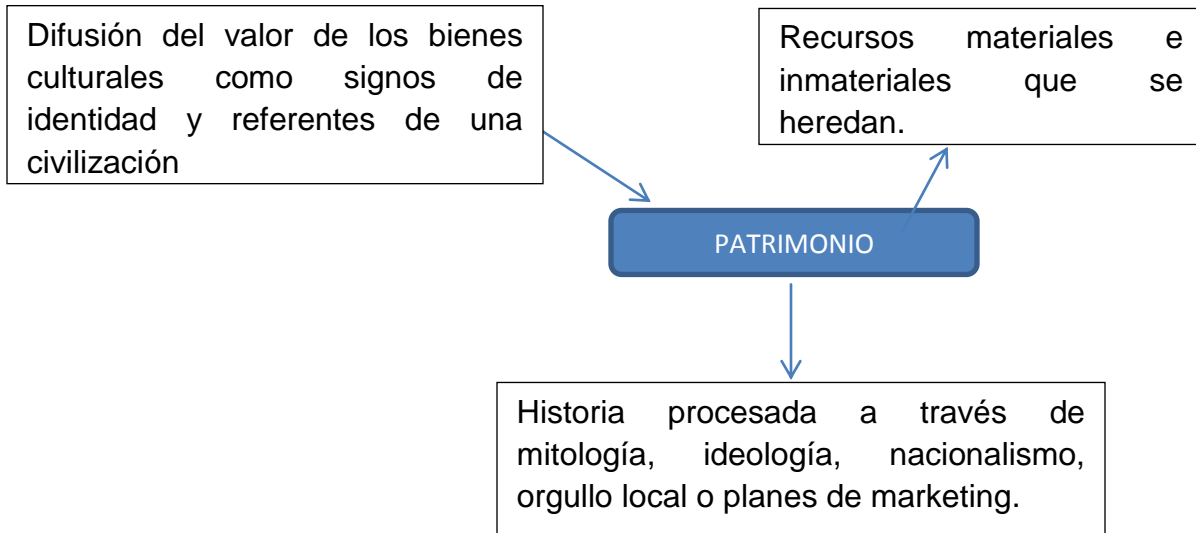 Difusión del valor de los bienes
culturales como signos de
identidad y referentes de una
civilización
Recursos materiales e
inmateriales que se
heredan.
PATRIMONIO
Historia procesada a través de
mitología, ideología, nacionalismo,
orgullo local o planes de marketing.